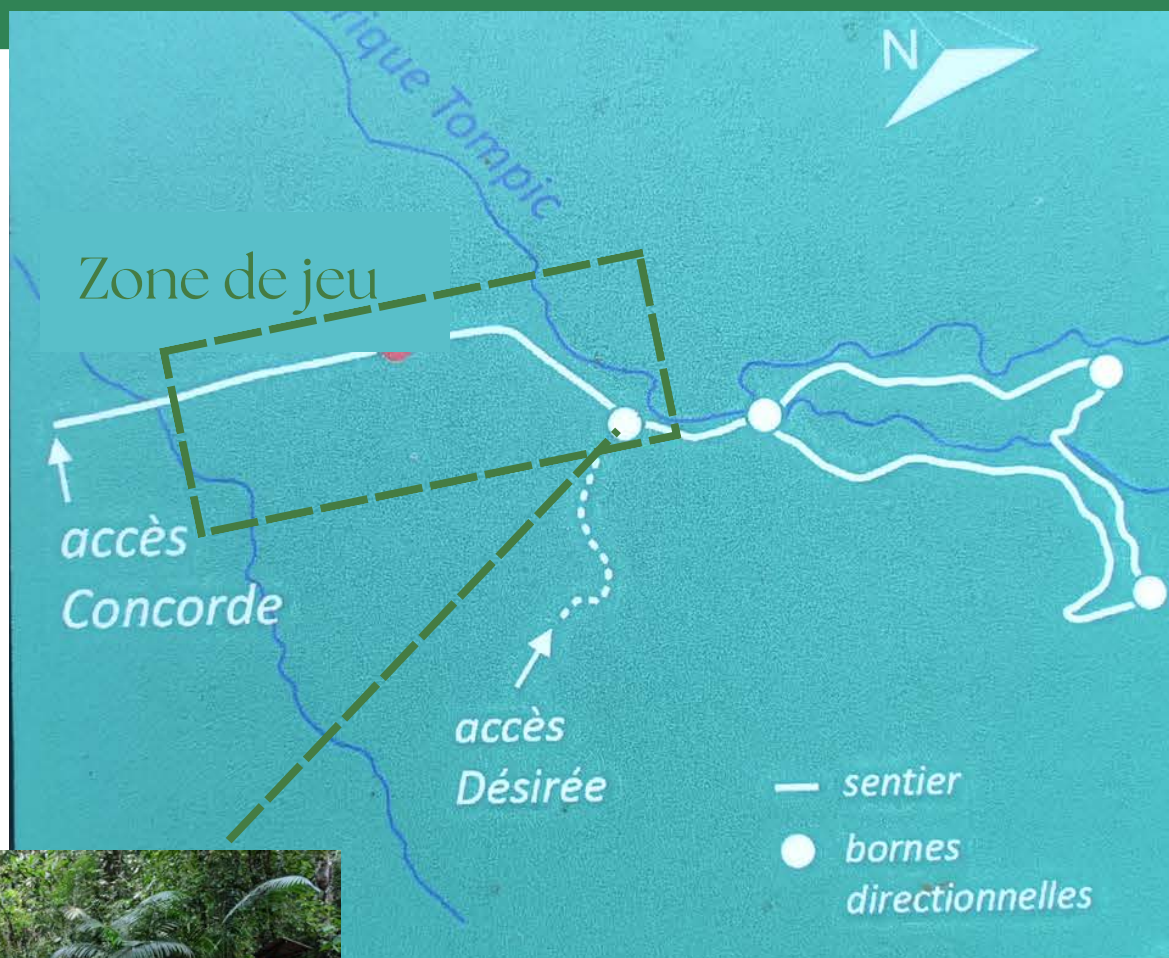 N
rique Tompic
Zone de jeu
accès
Concorde
accès
Désirée
sentier
bornes
directionnelles